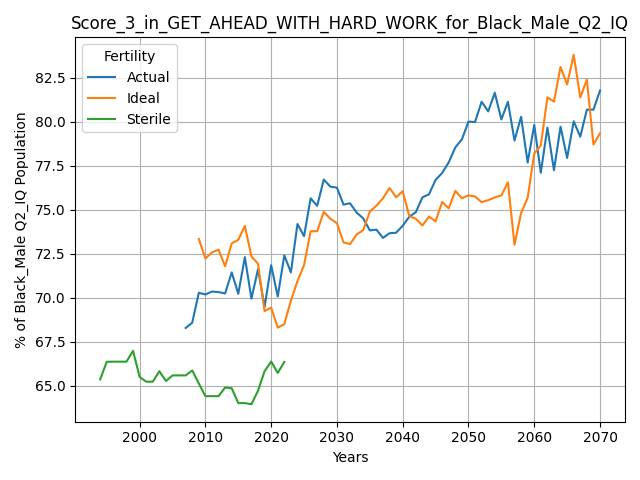 Score_3_in_GET_AHEAD_WITH_HARD_WORK_for_Black_Male_Q2_IQ
Fertility
Actual
Ideal
Sterile
% of Black_Male Q2_IQ Population
82.5
80.0
77.5
75.0
72.5
70.0
67.5
65.0
2000 2010 2020 2030 2040 2050 2060 2070
Years